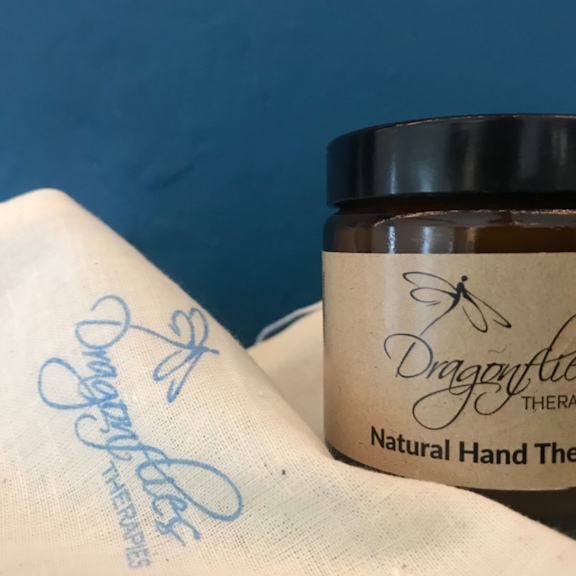 Dragonflies
THERAPIES
Dragonflie
THERA
Natural Hand The